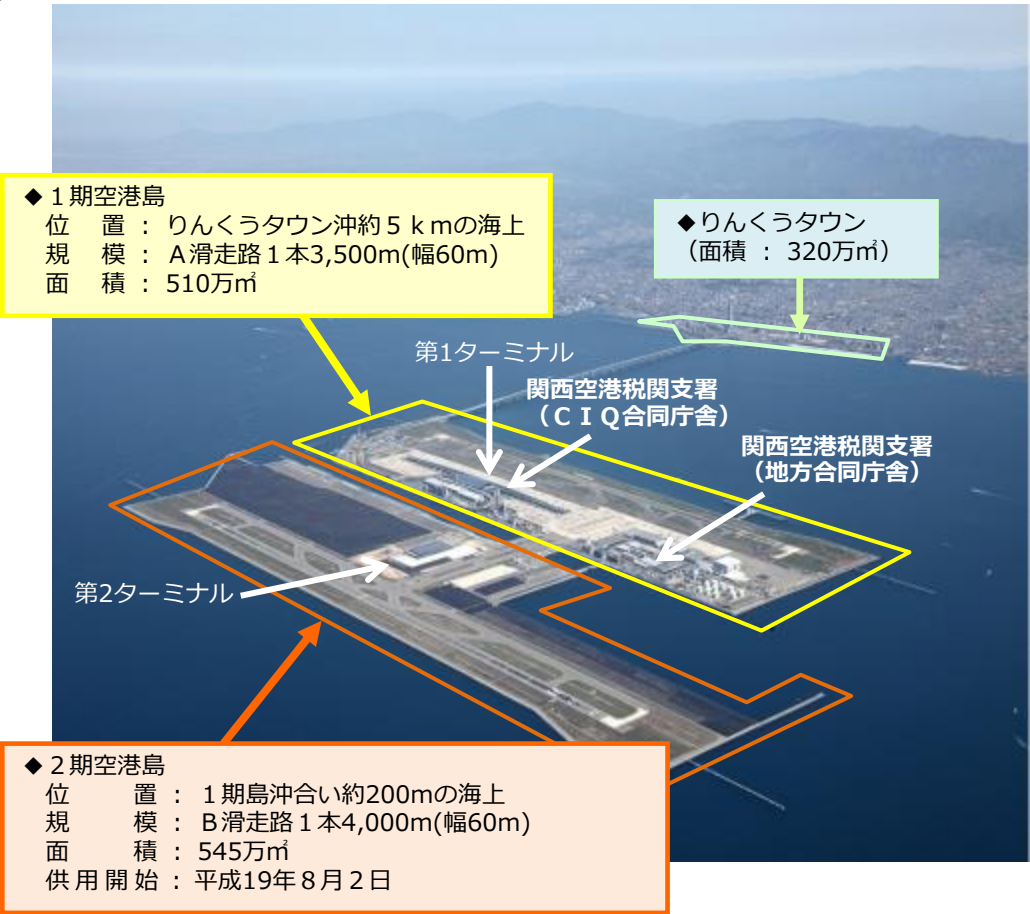 ◆１期空港島
位　置：りんくうタウン沖約５ｋｍの海上
規　模：Ａ滑走路１本3,500m(幅60m)
面　積：510万㎡
◆りんくうタウン
（面積：320万㎡）
第1ターミナル
関西空港税関支署
（ＣＩＱ合同庁舎）
関西空港税関支署
（地方合同庁舎）
第2ターミナル
◆２期空港島
位　　置：１期島沖合い約200mの海上
規　　模：Ｂ滑走路１本4,000m(幅60m)
面　　積：545万㎡
供用開始：平成19年８月２日